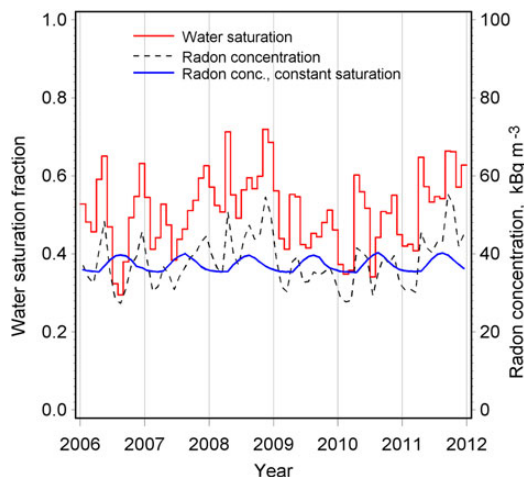 1.0
0.8
0.6
0.4
0.2
0.0
Water saturation fraction
Water saturation
Radon concentration
Radon conc., constant saturation
100
80
60
40
20
0
Radon concentration, kBq m -3
2006 2007 2008 2009 2010 2011 2012
Year